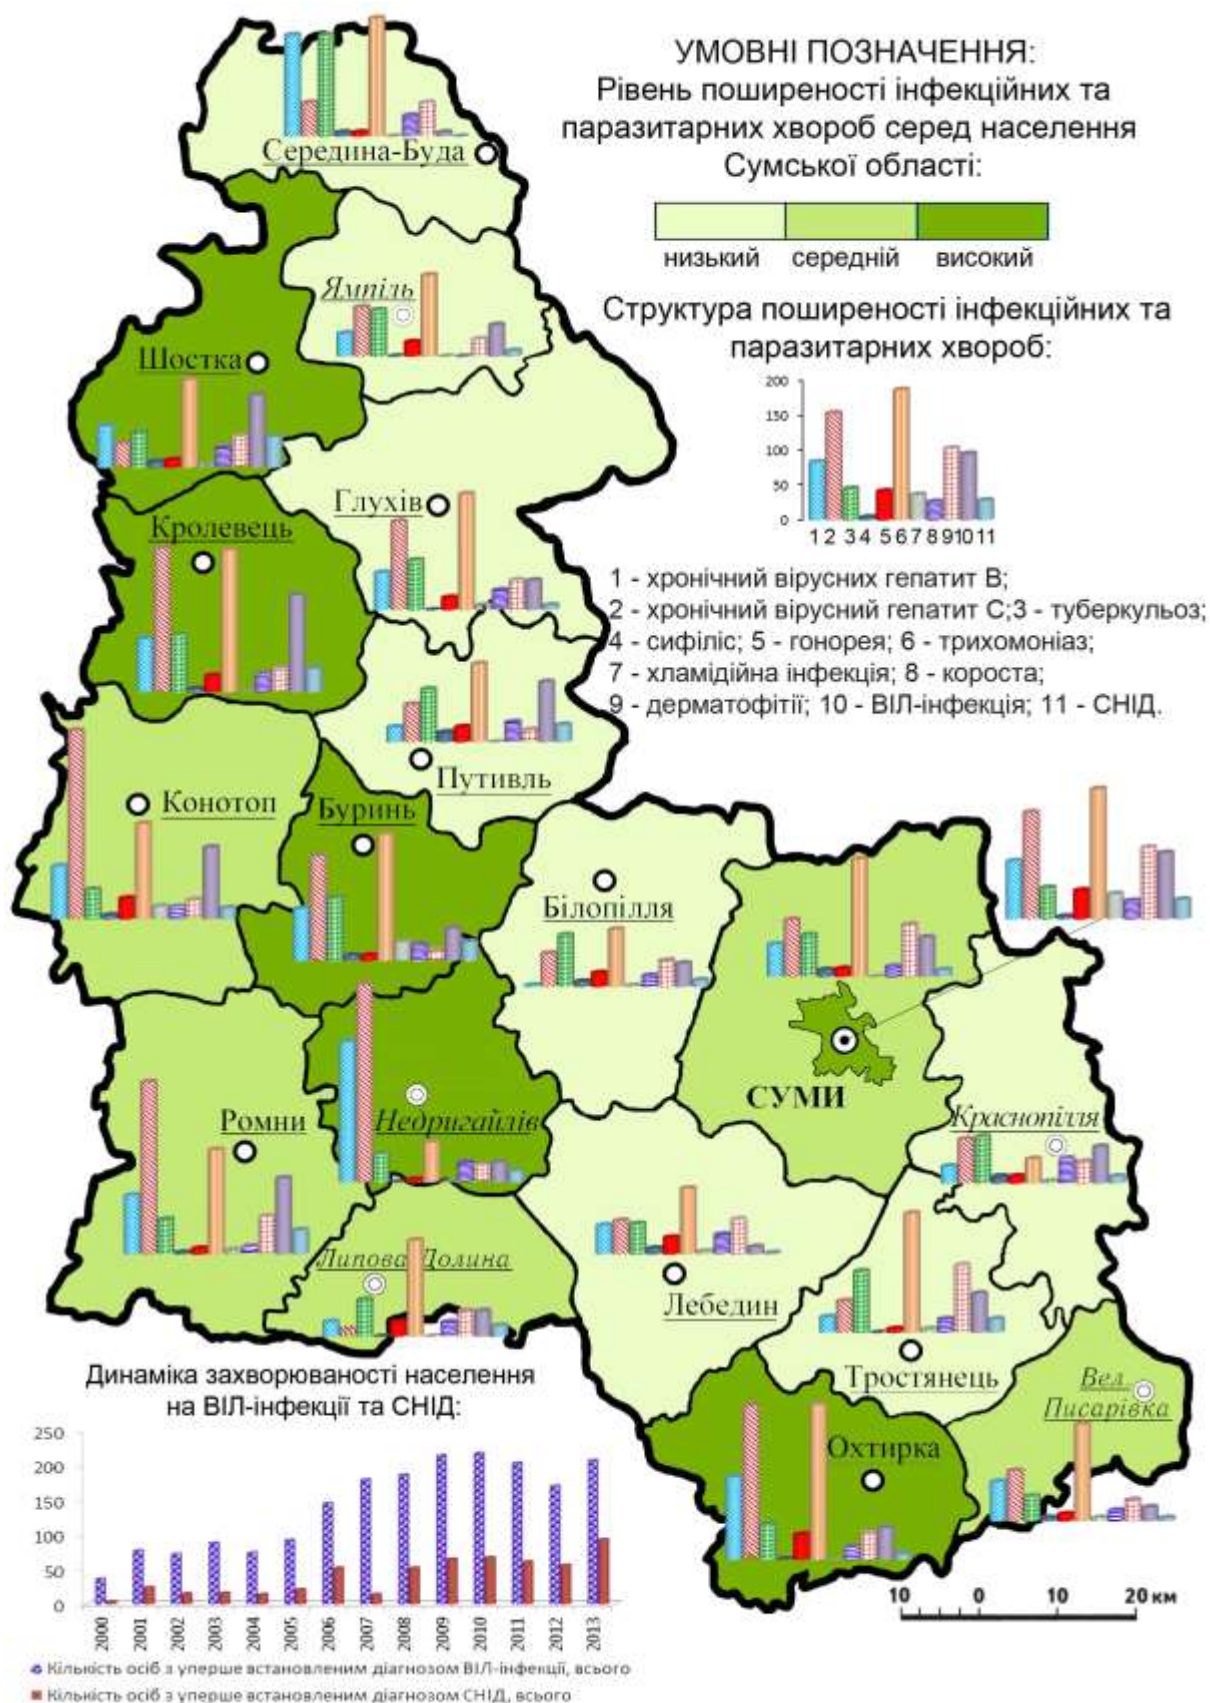 УМОВНІ ПОЗНАЧЕННЯ:
Рівень поширеності інфекційних та
паразитарних хвороб серед населення
Сумської області:
низький середній високий
Структура поширеності інфекційних та
паразитарних хвороб:
200
150
100
50
0
1 2 3 4 5 6 7 8 9 10 11
1 - хронічний вірусних гепатит В;
2 - хронічний вірусний гепатит С;3 - туберкульоз;
4 - сифіліс; 5 - гонорея; 6 - трихомоніаз;
7 - хламідійна інфекція; 8 - короста;
9 - дерматофітії; 10 - ВІЛ-інфекція; 11 - СНІД.
Середина-Буда
Ямпіль
Шостка
Глухів
Кролевець
Путивль
Конотоп
Буринь
Білопілля
СУМИ
Краснопілля
Ромни
Недригайлів
Липова Долина
Лебедин
Тростянець
Вел.
Писарівка
Охтирка
Динаміка захворюваності населення
на ВІЛ-інфекції та СНІД:
250
200
150
100
50
0
2000 2001 2002 2003 2004 2005 2006 2007 2008 2009 2010 2011 2012 2013
Кількість осіб з уперше встановленим діагнозом ВІЛ-інфекції, всього
Кількість осіб з уперше встановленим діагнозом СНІД, всього
10 0 10 20 км